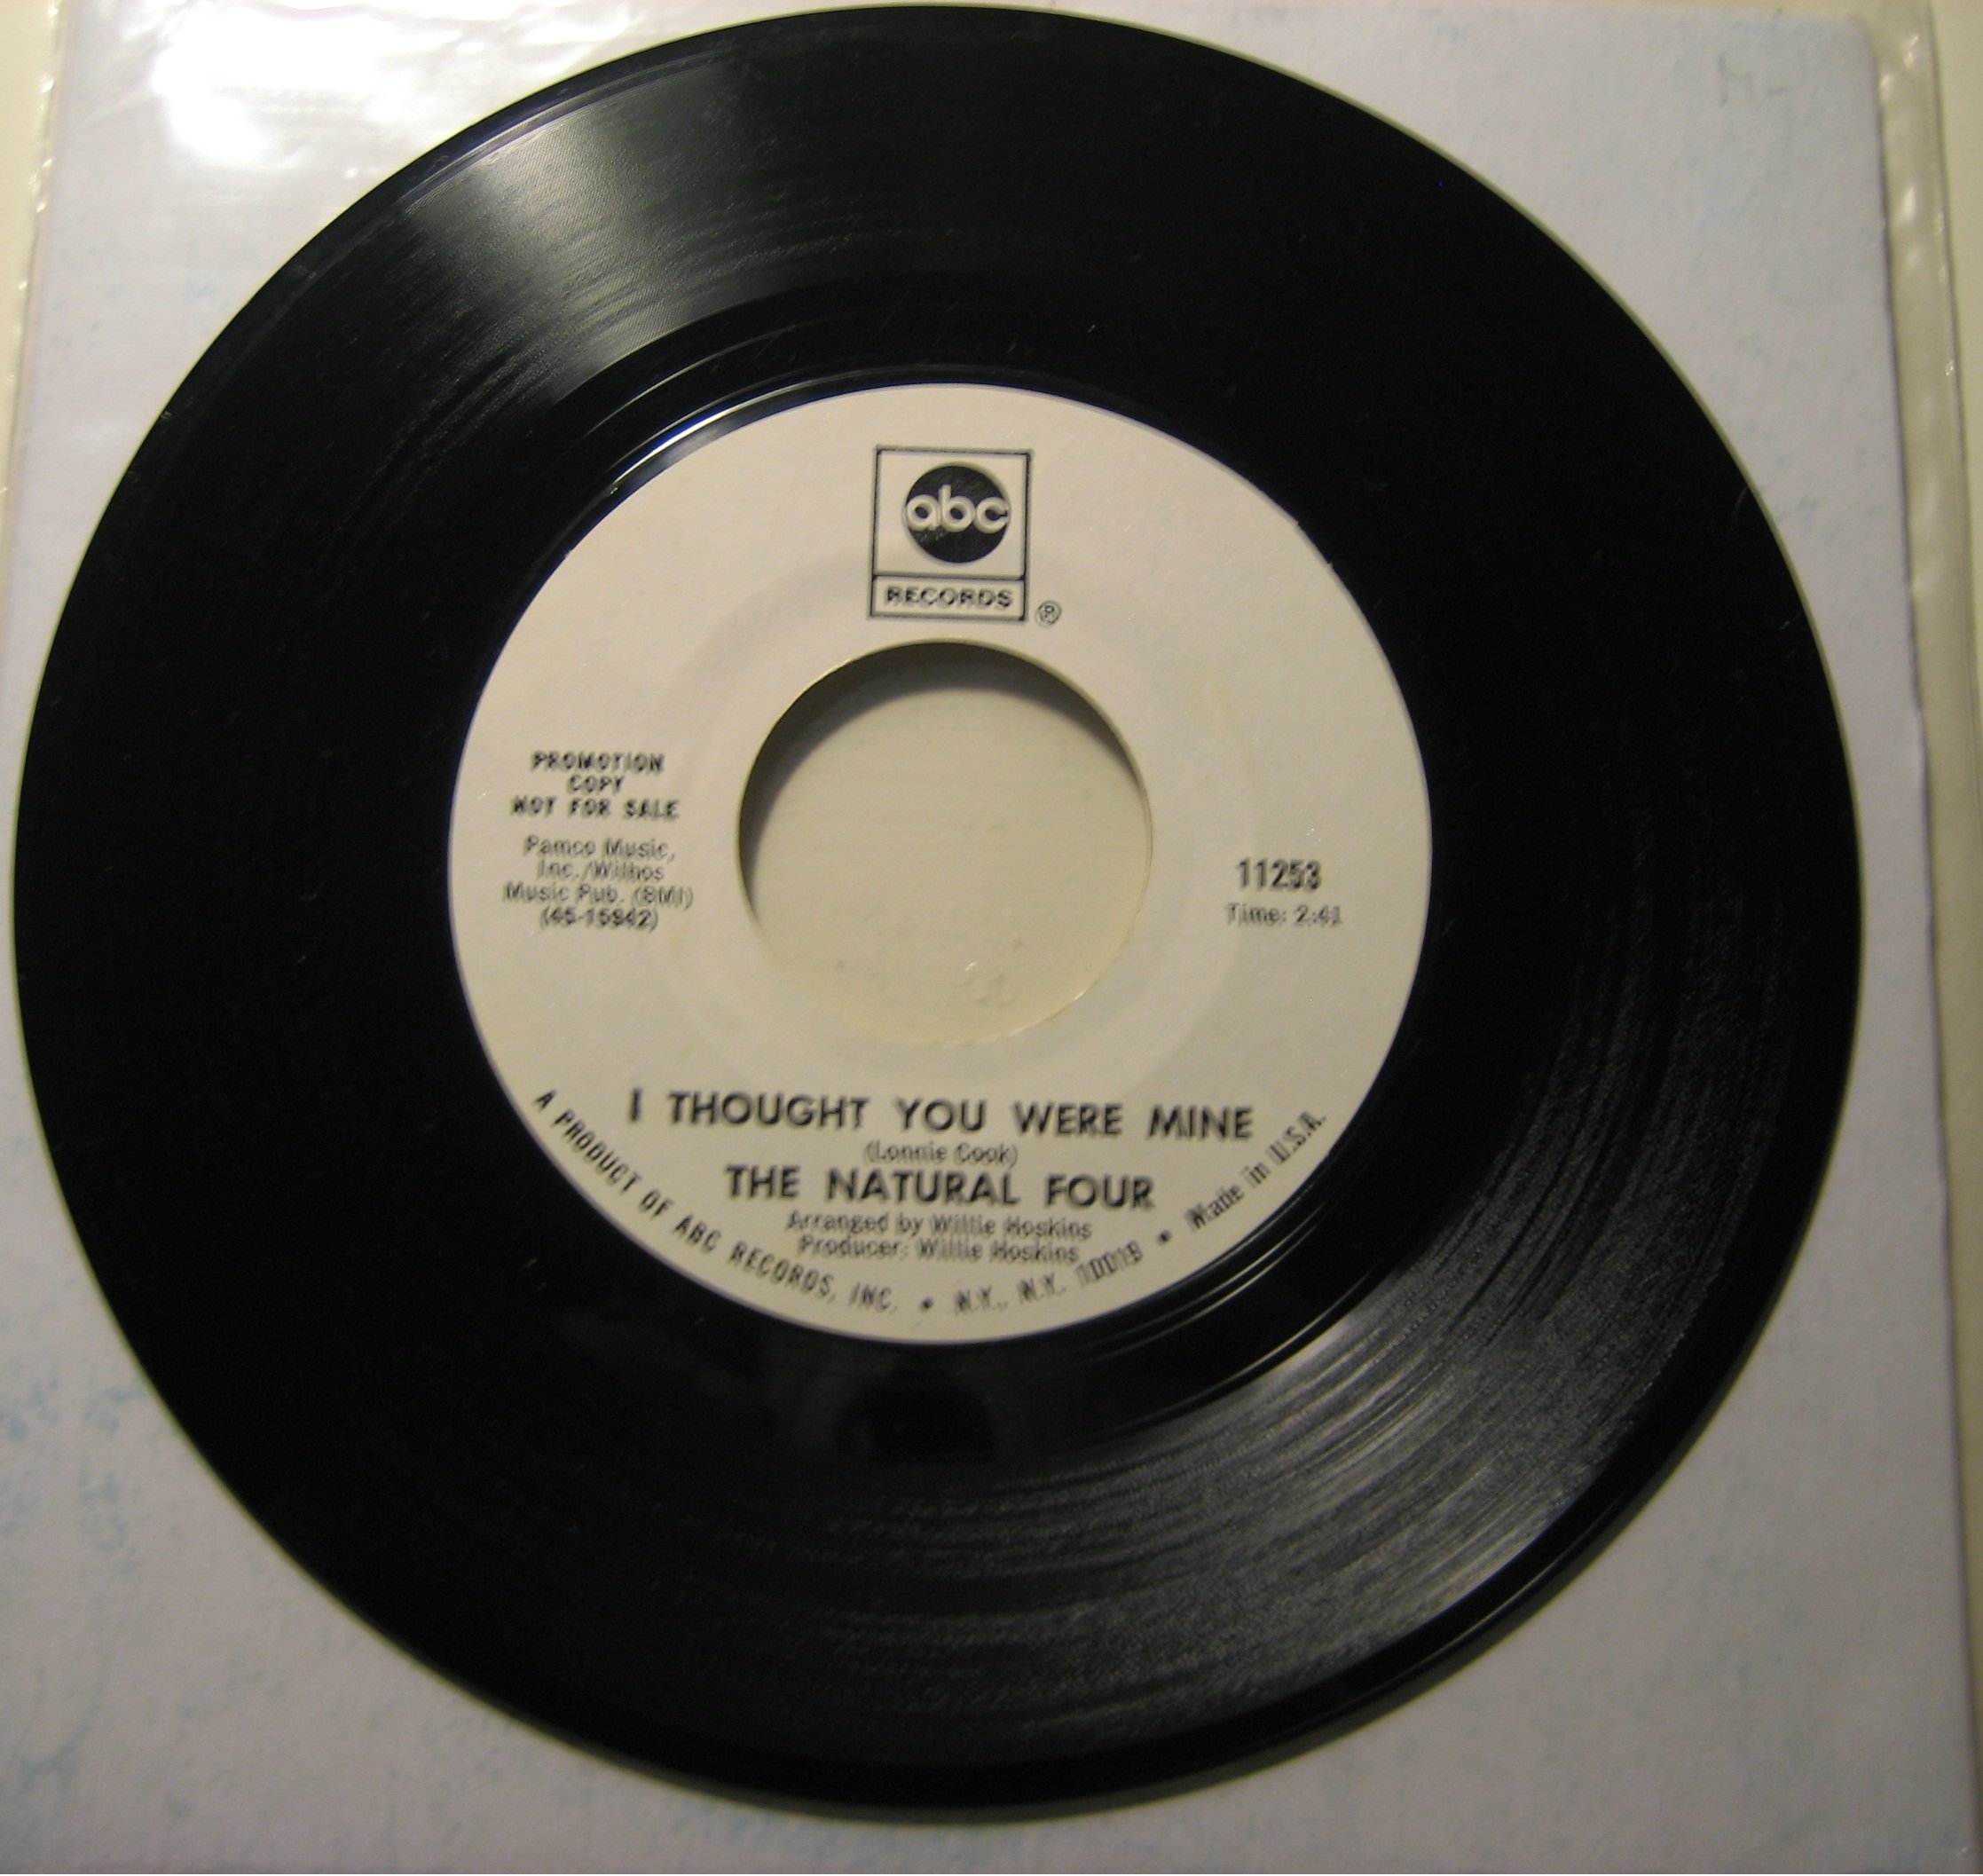 abc
RECORDS ®
PROMOTION
COPY
NOT FOR SALE
Pamco Music,
Inc./Wilhos
Music Pub. (BMI)
(45-15942)
11253
Time: 2:41
I THOUGHT YOU WERE MINE
(Lonnie Cook)
THE NATURAL FOUR
Arranged by Willie Hoskins
Producer: Willie Hoskins
A PRODUCT OF ABC RECORDS, INC. • N.Y., N.Y. 10019 • Made in U.S.A.